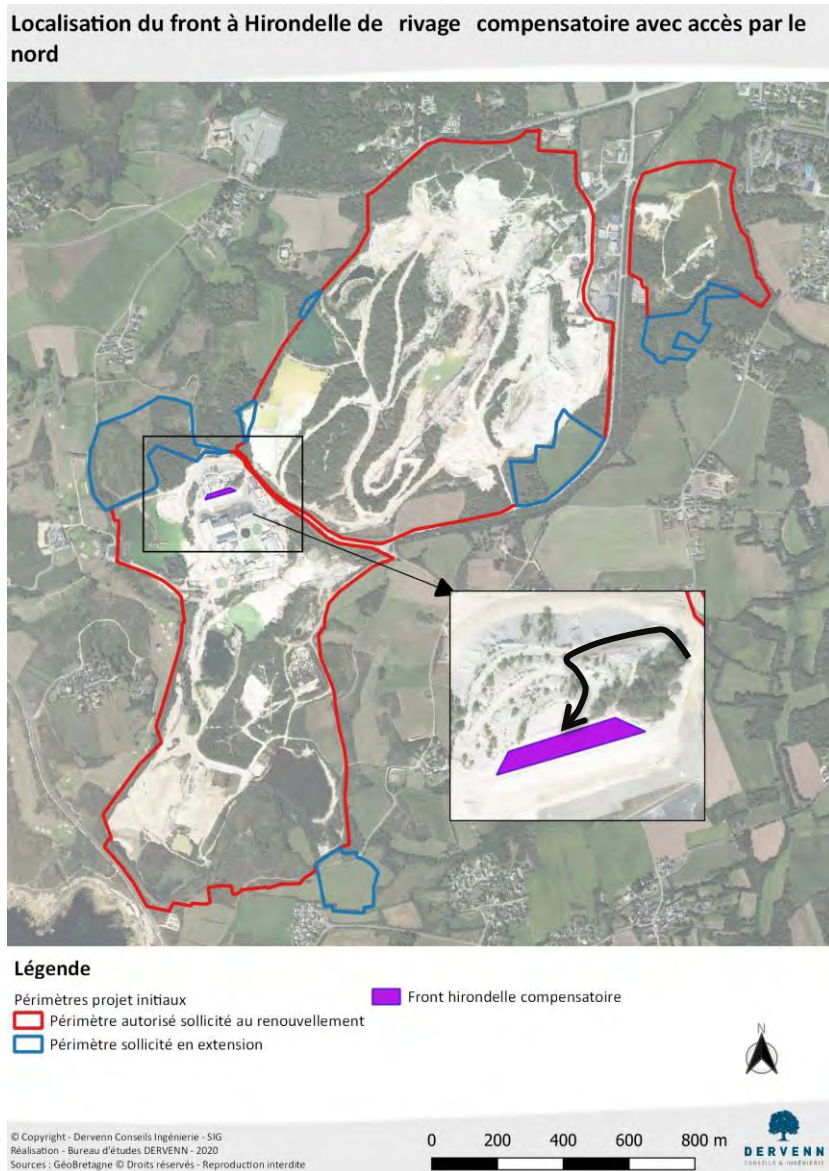 Localisation du front à Hirondelle de rivage compensatoire avec accès par le
nord
Légende
Périmètres projet initiaux
Périmètre autorisé sollicité au renouvellement
Périmètre sollicité en extension
Front hirondelle compensatoire
N
© Copyright - Dervenn Conseils Ingénierie - SIG
Réalisation - Bureau d'études DERVENN - 2020
Sources : GéoBretagne © Droits réservés - Reproduction interdite
0 200 400 600 800 m
DERVENN
CONSEILS & INGÉNIERIE